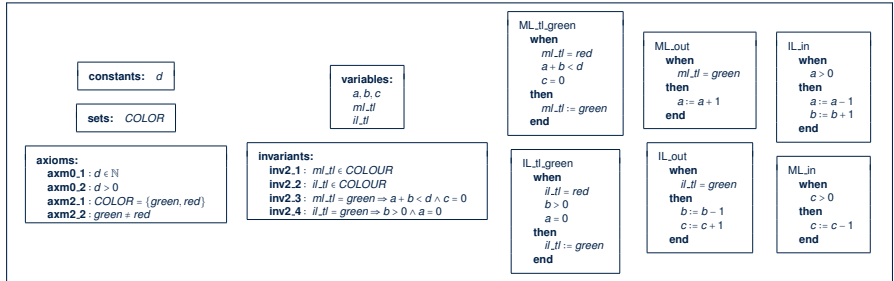 constants: d
sets: COLOR
axioms:
axm0_1 : d ∈ ℕ
axm0_2 : d > 0
axm2_1 : COLOR = {green, red}
axm2_2 : green ≠ red
variables:
a, b, c
ml_tl
il_tl
invariants:
inv2_1 : ml_tl ∈ COLOUR
inv2_2 : il_tl ∈ COLOUR
inv2_3 : ml_tl = green ⇒ a + b < d ∧ c = 0
inv2_4 : il_tl = green ⇒ b > 0 ∧ a = 0
ML_tl_green
when
ml_tl = red
a + b < d
c = 0
then
ml_tl := green
end
IL_tl_green
when
il_tl = red
b > 0
a = 0
then
il_tl := green
end
ML_out
when
ml_tl = green
then
a := a + 1
end
IL_out
when
il_tl = green
then
b := b − 1
c := c + 1
end
IL_in
when
a > 0
then
a := a − 1
b := b + 1
end
ML_in
when
c > 0
then
c := c − 1
end